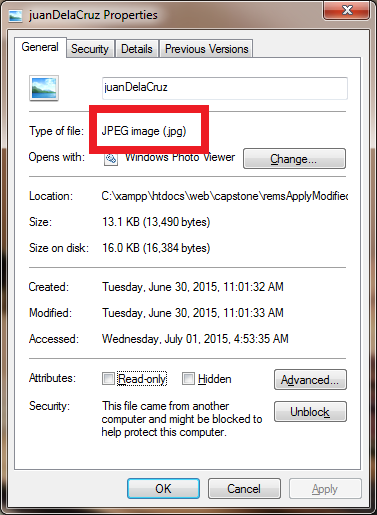 juanDelaCruz Properties
General Security Details Previous Versions
juanDelaCruz
Type of file: JPEG image (.jpg)
Opens with: Windows Photo Viewer Change...
Location: C:\xampp\htdocs\web\capstone\remsApplyModified
Size: 13.1 KB (13,490 bytes)
Size on disk: 16.0 KB (16,384 bytes)
Created: Tuesday, June 30, 2015, 11:01:32 AM
Modified: Tuesday, June 30, 2015, 11:01:33 AM
Accessed: Wednesday, July 01, 2015, 4:53:35 AM
Attributes: Read-only Hidden Advanced...
Security: This file came from another
computer and might be blocked to
help protect this computer.
Unblock
OK Cancel Apply